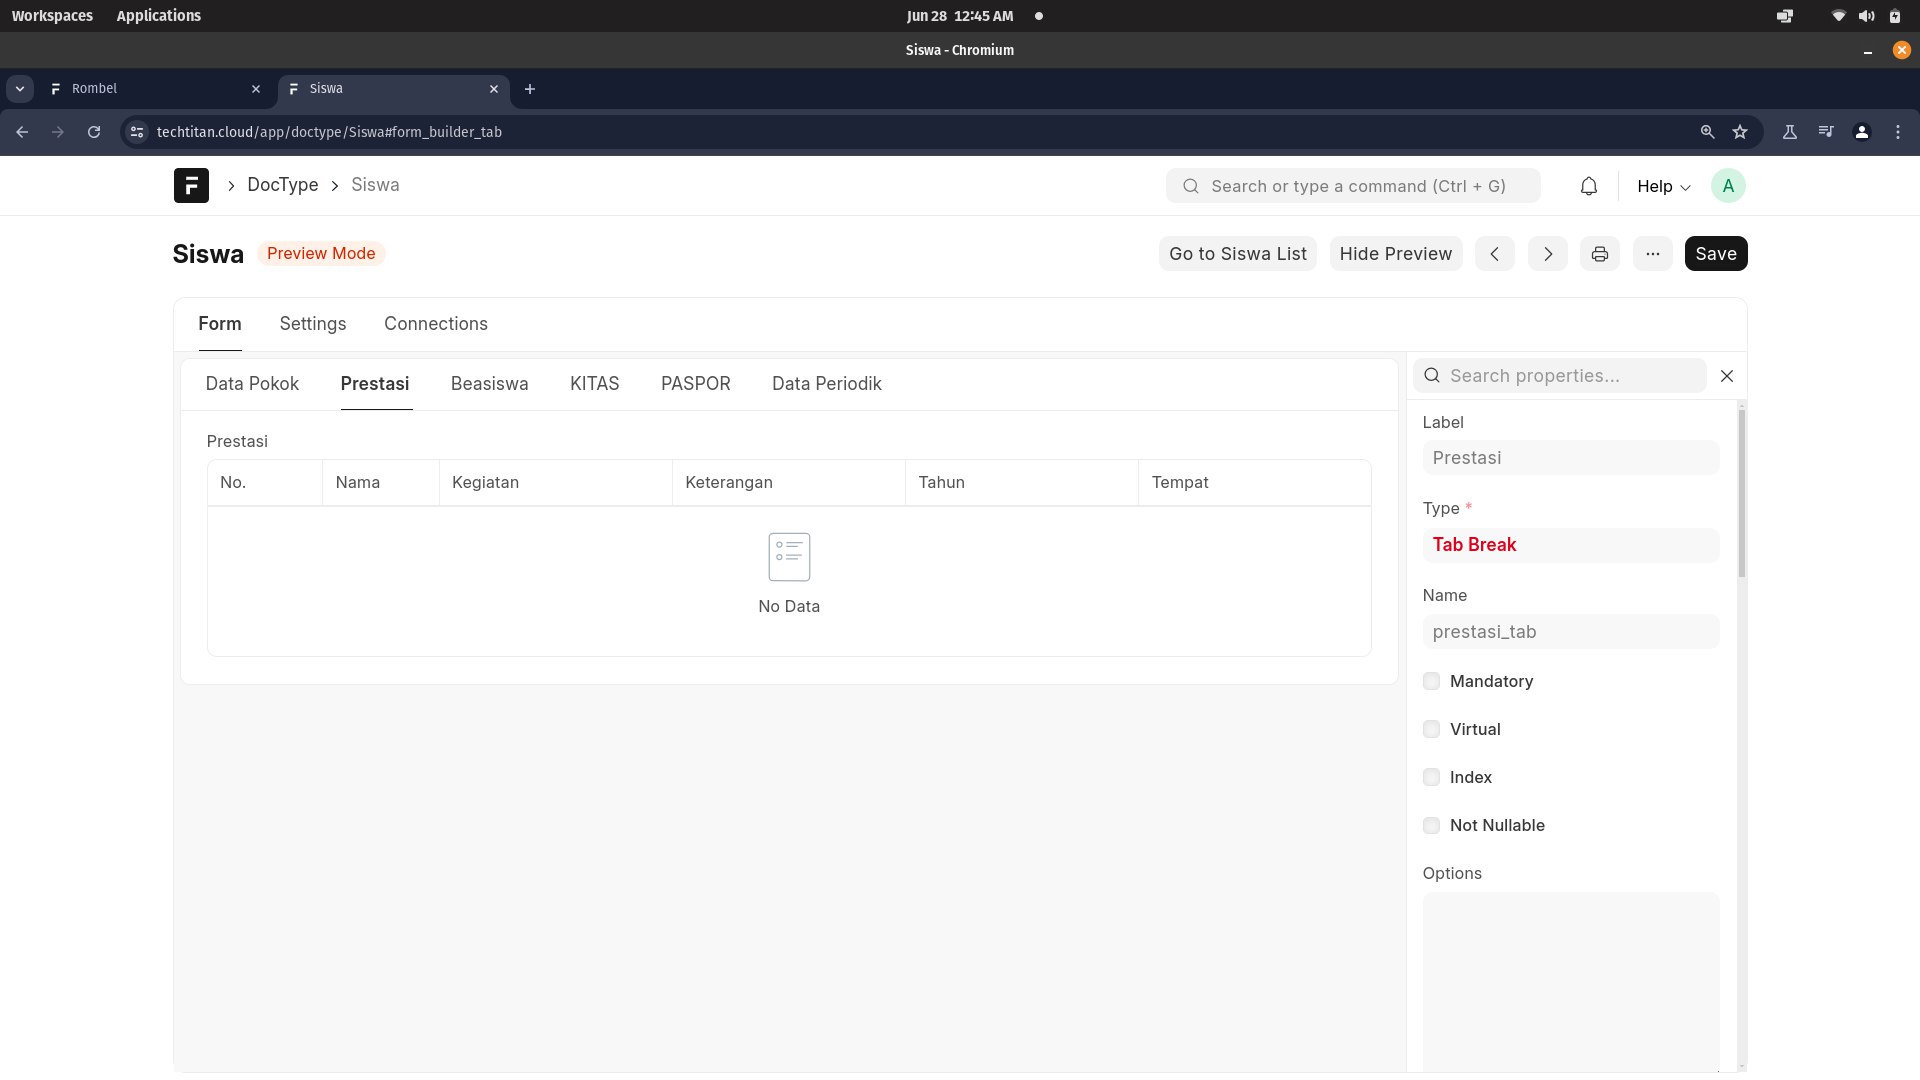 Workspaces Applications Jun 28 12:45 AM
Siswa - Chromium
Rombel Siswa
techtitan.cloud/app/doctype/Siswa#form_builder_tab
DocType Siswa Search or type a command (Ctrl + G) Help A
Siswa Preview Mode Go to Siswa List Hide Preview Save
Form Settings Connections
Data Pokok Prestasi Beasiswa KITAS PASPOR Data Periodik
Search properties...
Prestasi
No. Nama Kegiatan Keterangan Tahun Tempat
No Data
Label
Prestasi
Type *
Tab Break
Name
prestasi_tab
Mandatory
Virtual
Index
Not Nullable
Options